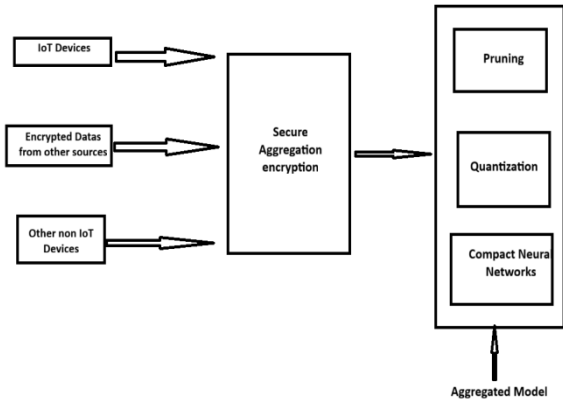 IoT Devices
Encrypted Datas
from other sources
Other non IoT
Devices
Secure
Aggregation
encryption
Pruning
Quantization
Compact Neural
Networks
Aggregated Model